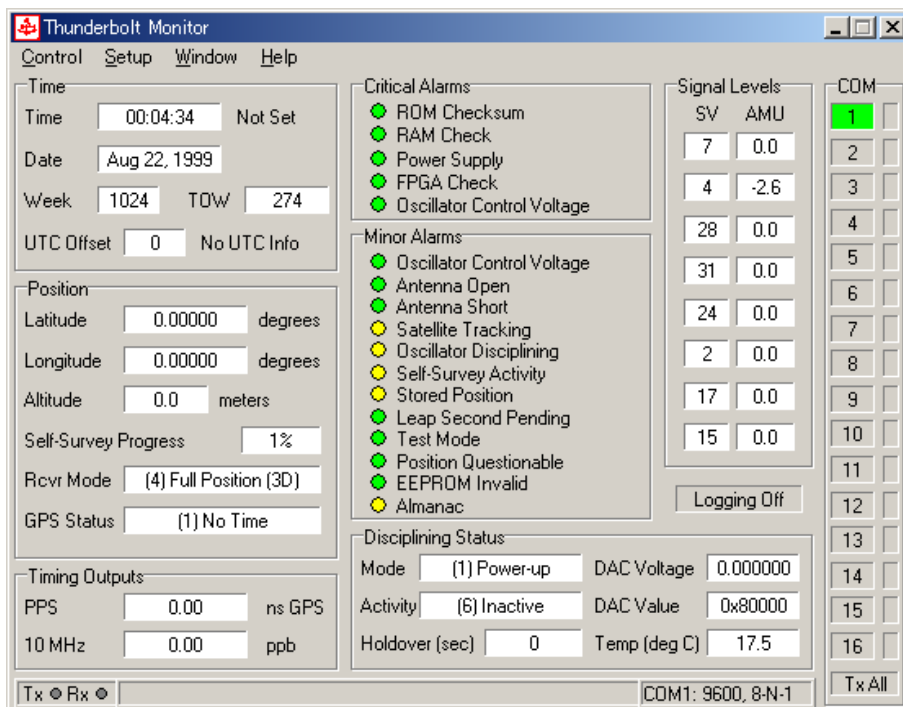 Thunderbolt Monitor
Control Setup Window Help
Time
Time 00:04:34 Not Set
Date Aug 22, 1999
Week 1024 TOW 274
UTC Offset 0 No UTC Info
Position
Latitude 0.00000 degrees
Longitude 0.00000 degrees
Altitude 0.0 meters
Self-Survey Progress 1%
Rcvr Mode (4) Full Position (3D)
GPS Status (1) No Time
Timing Outputs
PPS 0.00 ns GPS
10 MHz 0.00 ppb
Critical Alarms
ROM Checksum
RAM Check
Power Supply
FPGA Check
Oscillator Control Voltage
Minor Alarms
Oscillator Control Voltage
Antenna Open
Antenna Short
Satellite Tracking
Oscillator Disciplining
Self-Survey Activity
Stored Position
Leap Second Pending
Test Mode
Position Questionable
EEPROM Invalid
Almanac
Signal Levels
SV AMU
7 0.0
4 -2.6
28 0.0
31 0.0
24 0.0
2 0.0
17 0.0
15 0.0
Logging Off
Disciplining Status
Mode (1) Power-up DAC Voltage 0.000000
Activity (6) Inactive DAC Value 0x80000
Holdover (sec) 0 Temp (deg C) 17.5
COM
1
2
3
4
5
6
7
8
9
10
11
12
13
14
15
16
Tx All
Tx Rx COM1: 9600, 8-N-1